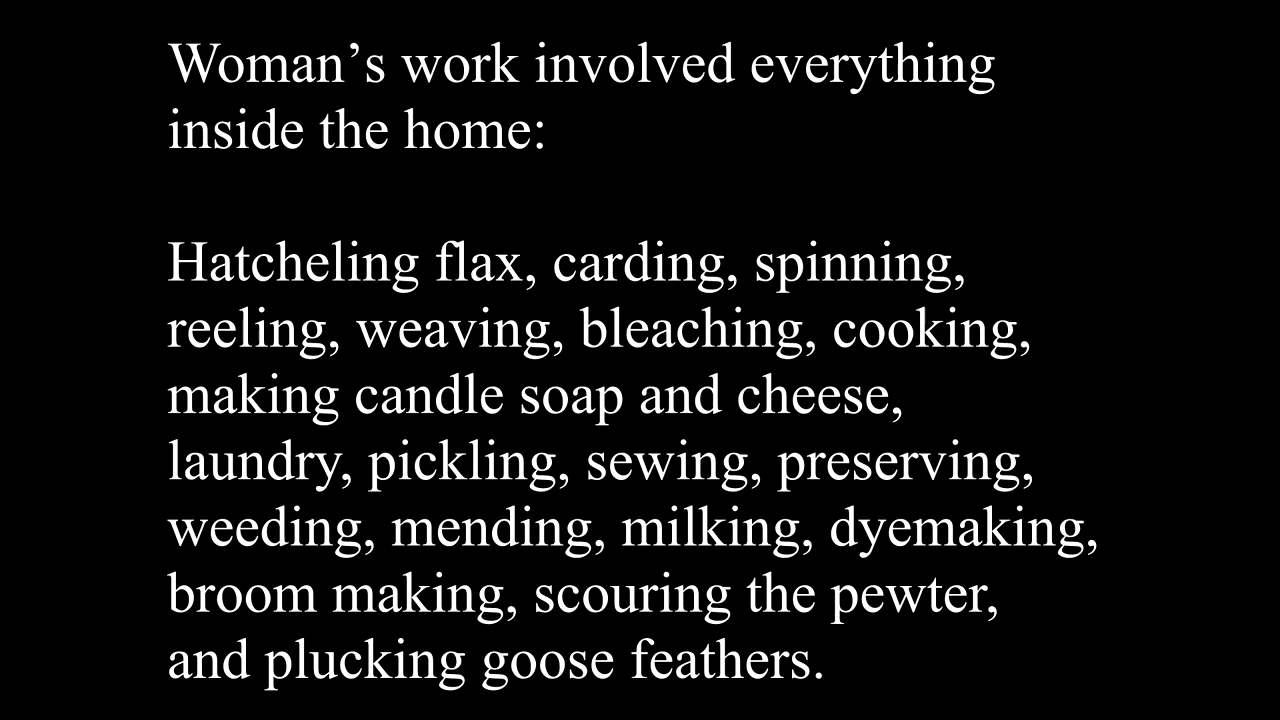 Woman’s work involved everything
inside the home:
Hatcheling flax, carding, spinning,
reeling, weaving, bleaching, cooking,
making candle soap and cheese,
laundry, pickling, sewing, preserving,
weeding, mending, milking, dyemaking,
broom making, scouring the pewter,
and plucking goose feathers.